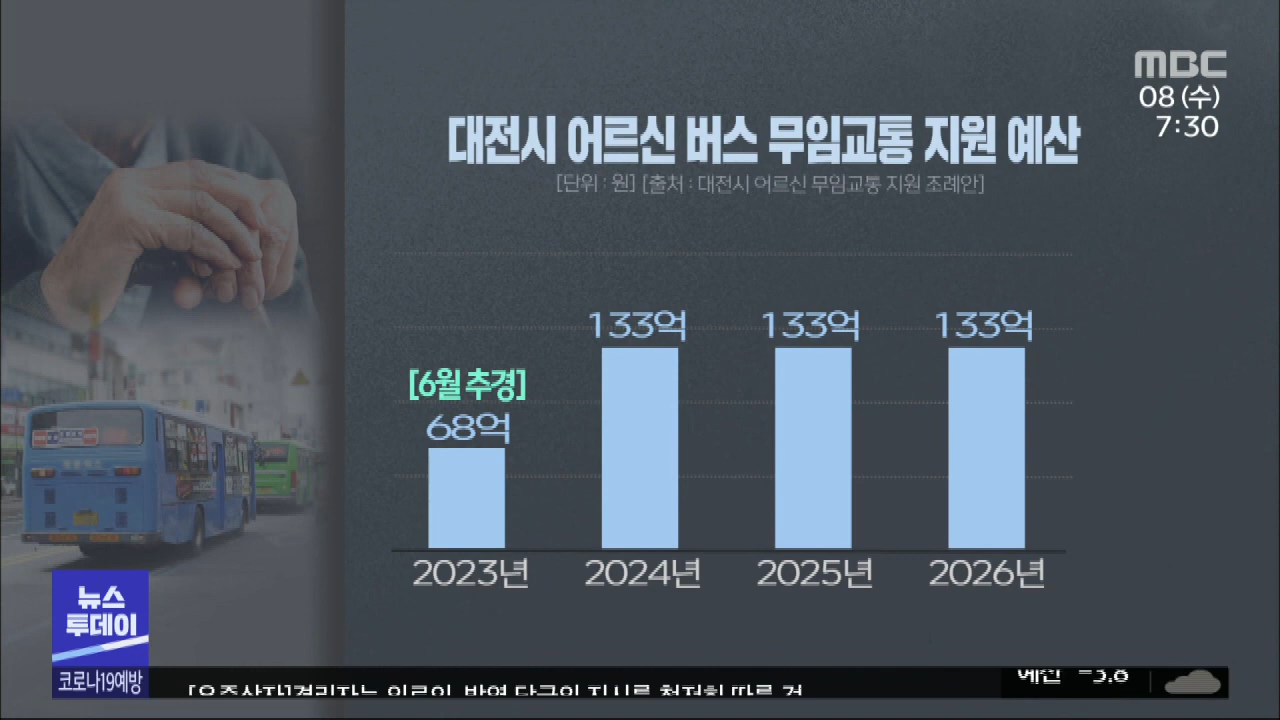 MBC
08 (수)
7:30
대전시 어르신 버스 무임교통 지원 예산
[단위 : 원] [출처 : 대전시 어르신 무임교통 지원 조례안]
133억
133억
133억
[6월 추경]
68억
2023년
2024년
2025년
2026년
뉴스
투데이
코로나19예방
예산 -3.8